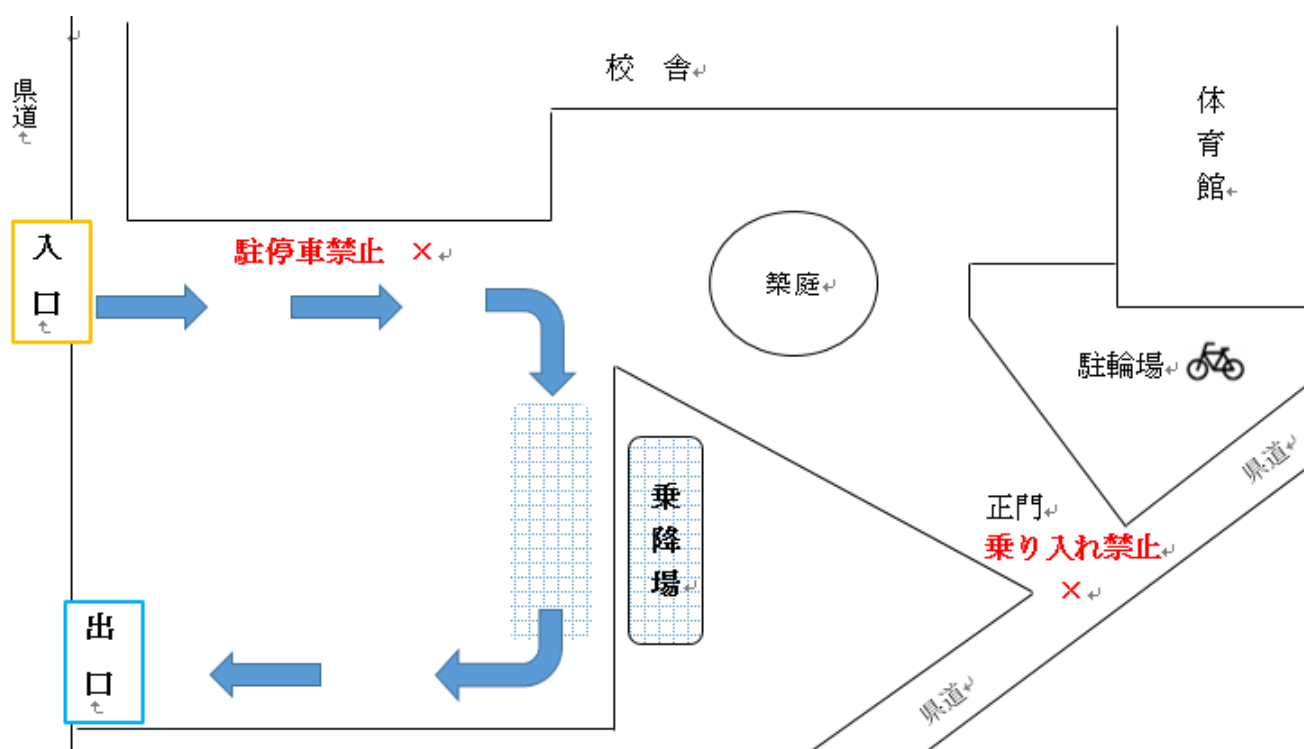 県道
校　舎
体育館
入口
駐停車禁止　×
築庭
駐輪場
県道
乗降場
正門
乗り入れ禁止
×
出口
県道